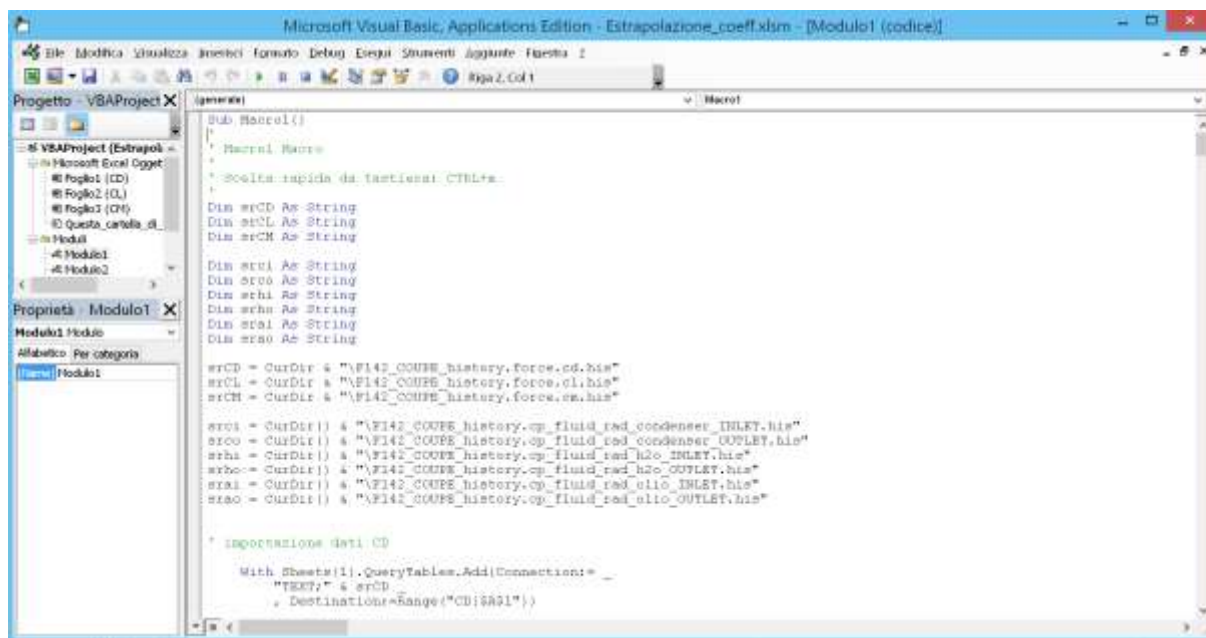 Microsoft Visual Basic, Applications Edition - Estrapolazione_coeff.xlsm - [Modulo1 (codice)]
File Modifica Visualizza Inserisci Formato Debug Esegui Strumenti Aggiunte Finestra ?
Riga 2, Col 1
Progetto - VBAProject
(generale)
Macro1
VBAProject (Estrapol
Microsoft Excel Ogget
Foglio1 (CD)
Foglio2 (CL)
Foglio3 (CM)
Questa_cartella_di_
Moduli
Modulo1
Modulo2
Proprietà - Modulo1
Modulo1 Modulo
Alfabetico Per categoria
(Name) Modulo1
Sub Macro1()
'
' Macro1 Macro
'
' Scelta rapida da tastiera: CTRL+
'
Dim srCD As String
Dim srCL As String
Dim srCM As String
Dim srci As String
Dim srco As String
Dim srhi As String
Dim srho As String
Dim srai As String
Dim srao As String
srCD = CurDir & "\F142_COUPE_history.force.cd.his"
srCL = CurDir & "\F142_COUPE_history.force.cl.his"
srCM = CurDir & "\F142_COUPE_history.force.cm.his"
srci = CurDir() & "\F142_COUPE_history.cp_fluid_rad_condenser_INLET.his"
srco = CurDir() & "\F142_COUPE_history.cp_fluid_rad_condenser_OUTLET.his"
srhi = CurDir() & "\F142_COUPE_history.cp_fluid_rad_h2o_INLET.his"
srho = CurDir() & "\F142_COUPE_history.cp_fluid_rad_h2o_OUTLET.his"
srai = CurDir() & "\F142_COUPE_history.cp_fluid_rad_olio_INLET.his"
srao = CurDir() & "\F142_COUPE_history.cp_fluid_rad_olio_OUTLET.his"
' importazione dati CD
With Sheets(1).QueryTables.Add(Connection:= _
"TEXT;" & srCD _
, Destination:=Range("CD!$A$1"))